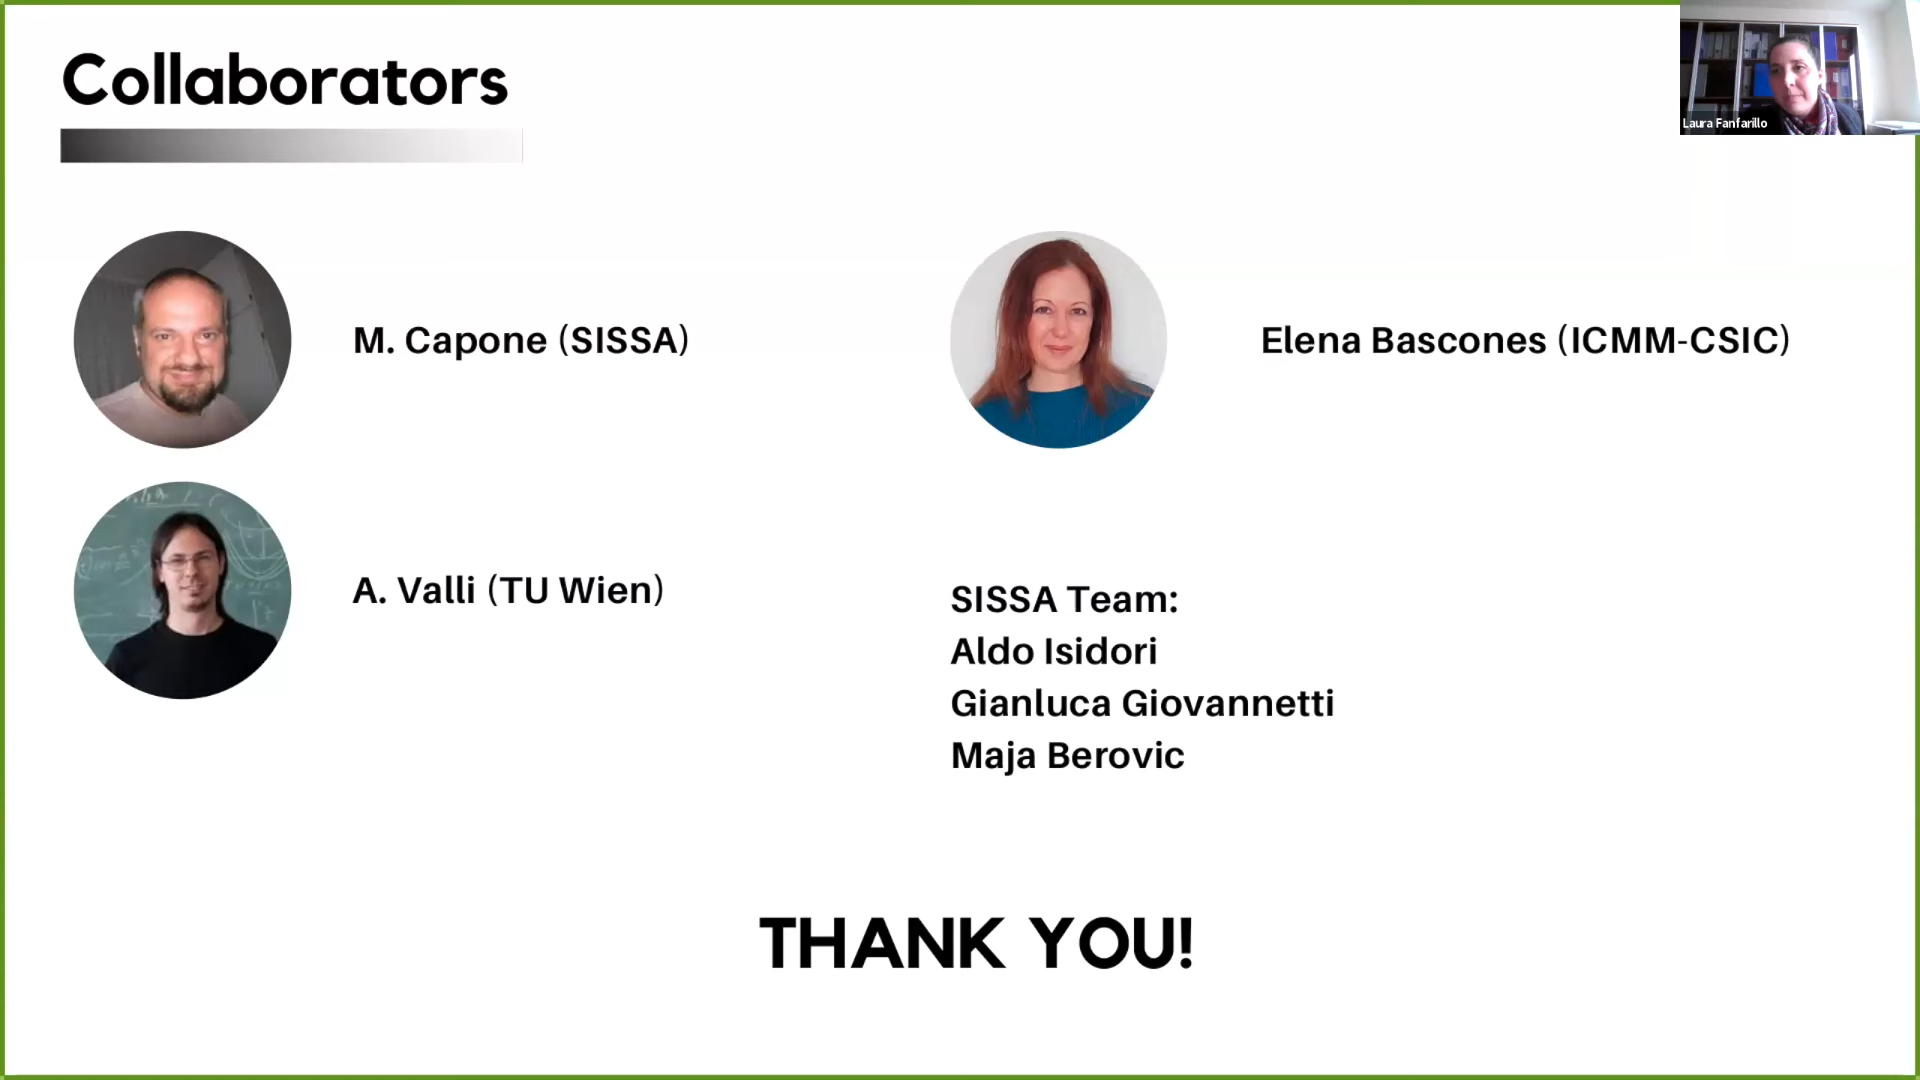 Collaborators
Laura Fanfarillo
M. Capone (SISSA)
Elena Bascones (ICMM-CSIC)
A. Valli (TU Wien)
SISSA Team:
Aldo Isidori
Gianluca Giovannetti
Maja Berovic
THANK YOU!